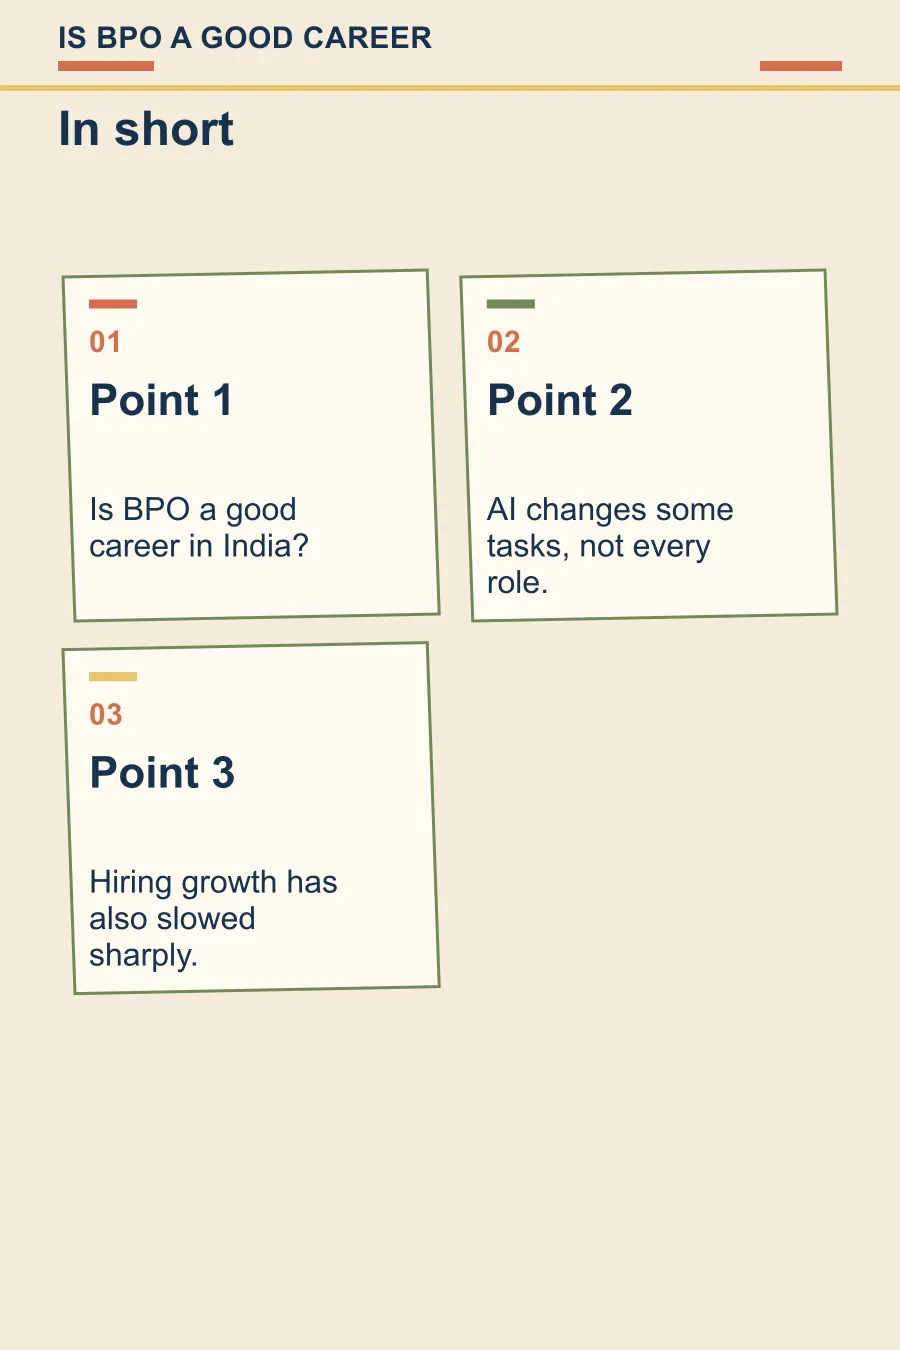 IS BPO A GOOD CAREER
In short
01
Point 1
Is BPO a good
career in India?
02
Point 2
AI changes some
tasks, not every
role.
03
Point 3
Hiring growth has
also slowed
sharply.